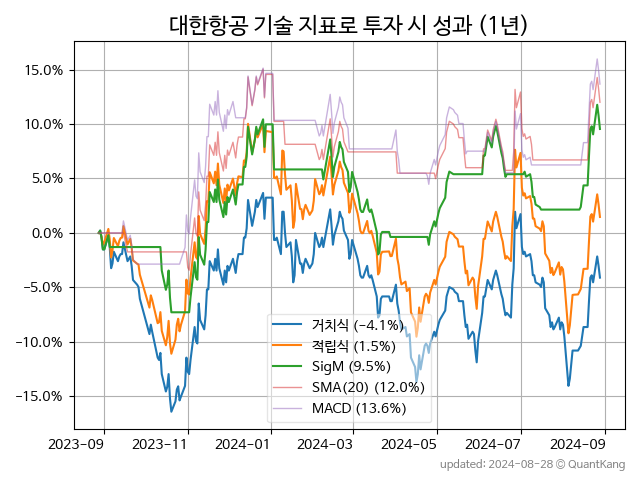 대한항공 기술 지표로 투자 시 성과 (1년)
15.0%
10.0%
5.0%
0.0%
−5.0%
−10.0%
−15.0%
거치식 (−4.1%)
적립식 (1.5%)
SigM (9.5%)
SMA(20) (12.0%)
MACD (13.6%)
2023-09 2023-11 2024-01 2024-03 2024-05 2024-07 2024-09
updated: 2024-08-28 © QuantKang